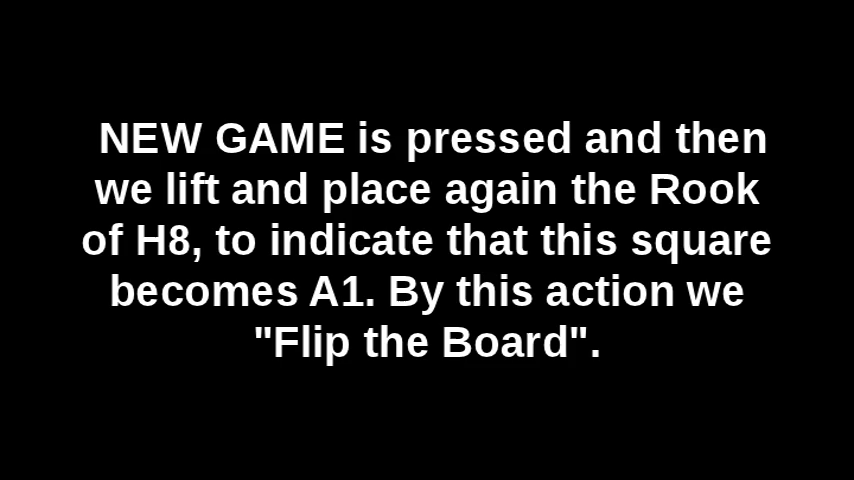 NEW GAME is pressed and then
we lift and place again the Rook
of H8, to indicate that this square
becomes A1. By this action we
"Flip the Board".